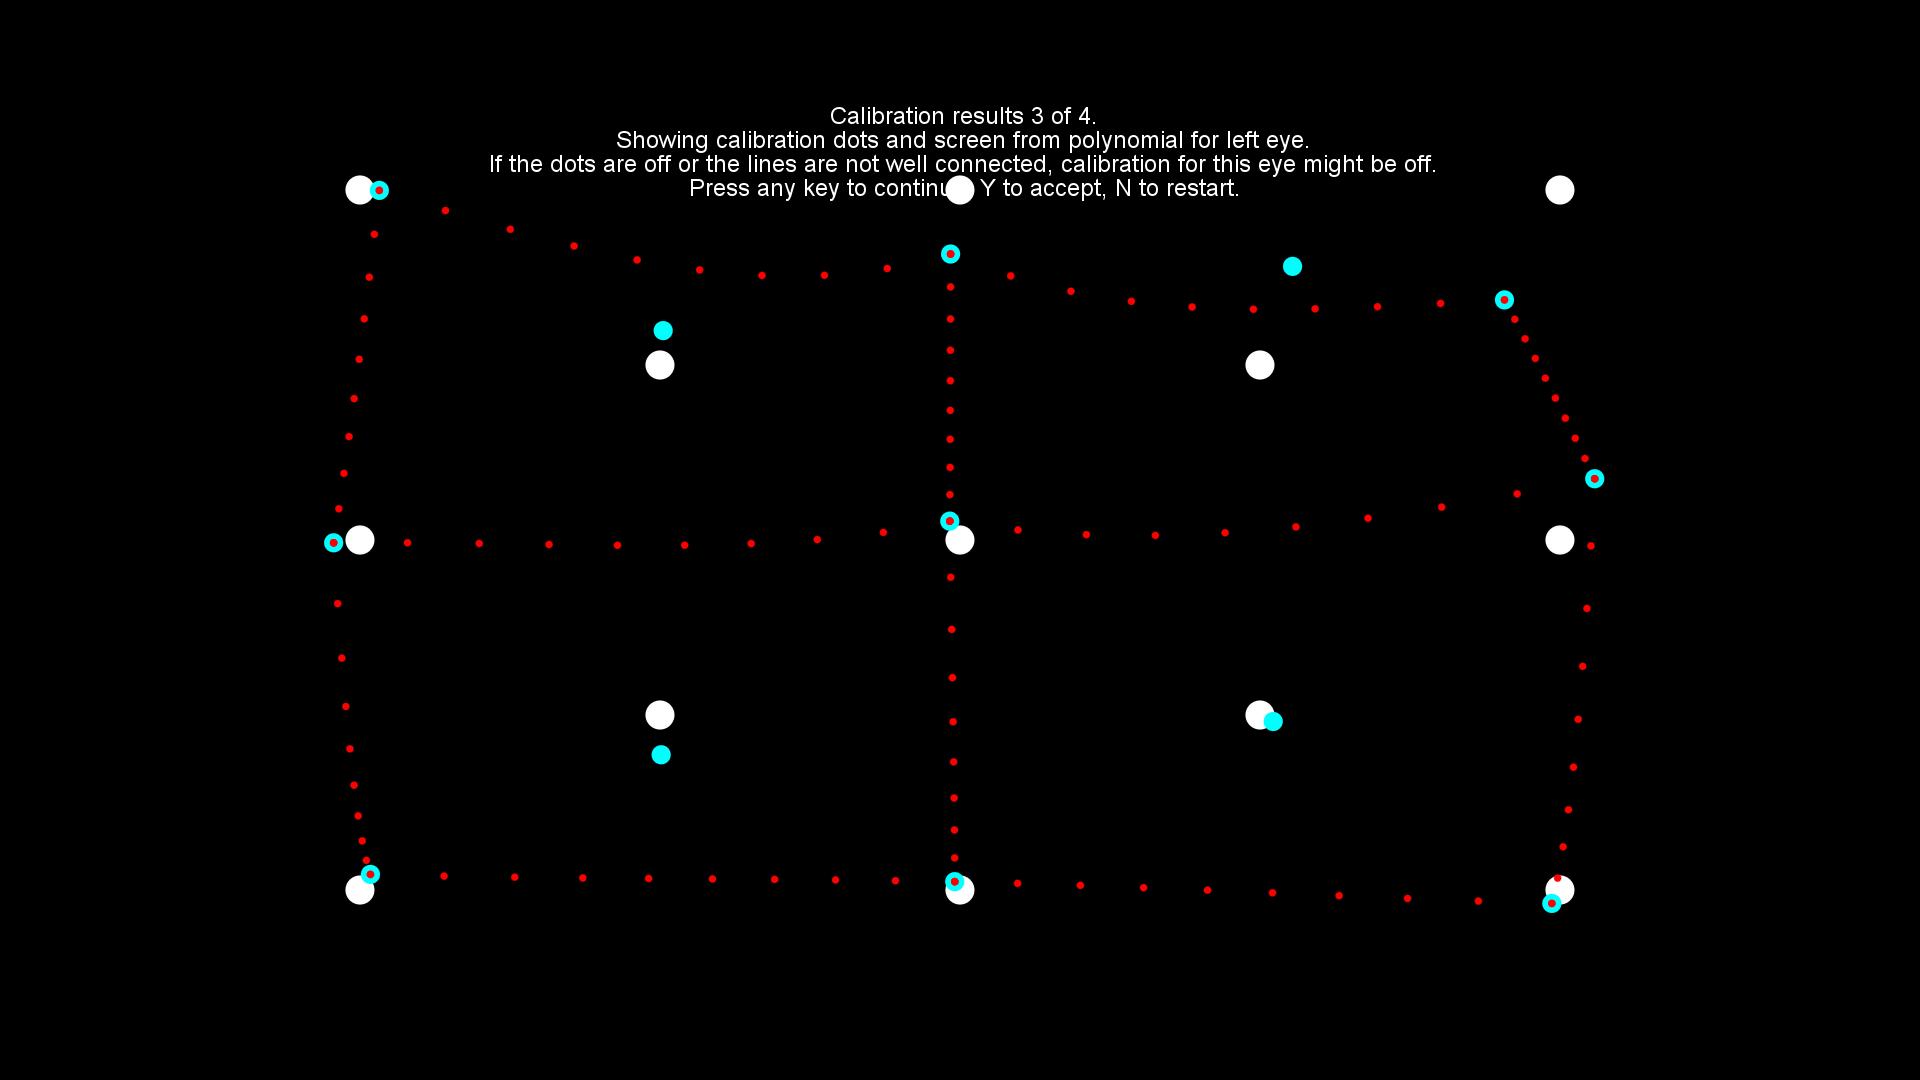 Calibration results 3 of 4.
Showing calibration dots and screen from polynomial for left eye.
If the dots are off or the lines are not well connected, calibration for this eye might be off.
Press any key to continu Y to accept, N to restart.